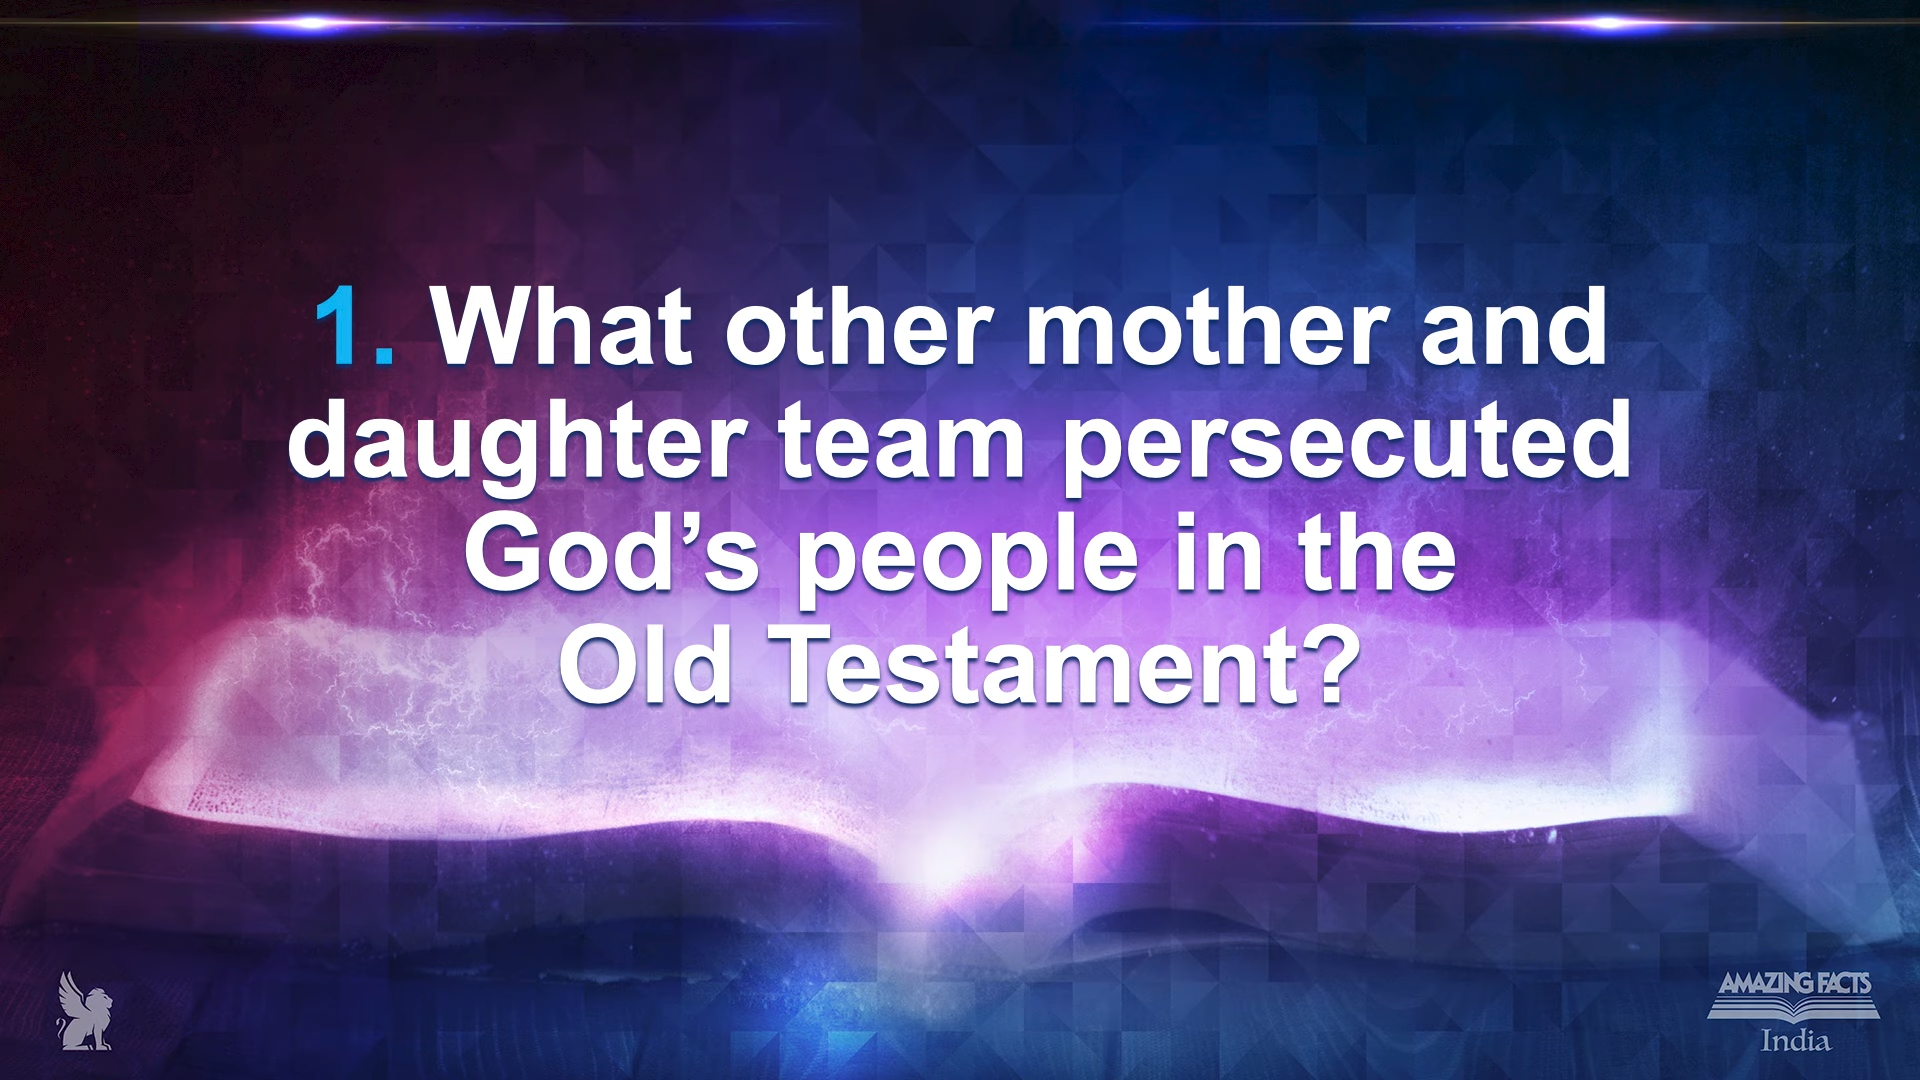 1. What other mother and
daughter team persecuted
God’s people in the
Old Testament?
AMAZING FACTS
India